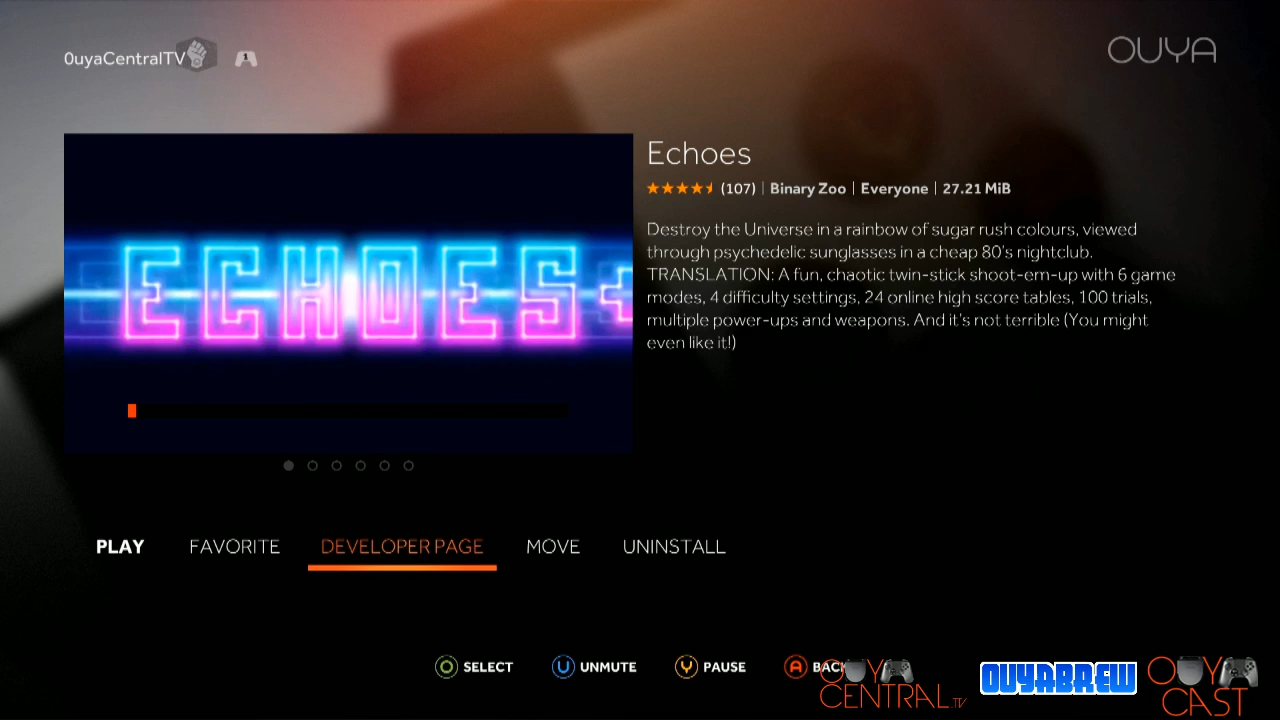 0uyaCentralTV 1 OUYA
ECHOES+
Echoes
(107) | Binary Zoo | Everyone | 27.21 MiB
Destroy the Universe in a rainbow of sugar rush colours, viewed
through psychedelic sunglasses in a cheap 80's nightclub.
TRANSLATION: A fun, chaotic twin-stick shoot-em-up with 6 game
modes, 4 difficulty settings, 24 online high score tables, 100 trials,
multiple power-ups and weapons. And it's not terrible (You might
even like it!)
PLAY FAVORITE DEVELOPER PAGE MOVE UNINSTALL
O SELECT U UNMUTE Y PAUSE A BACK
OUYA
CENTRAL.TV
OUYABREW
OUYA
CAST